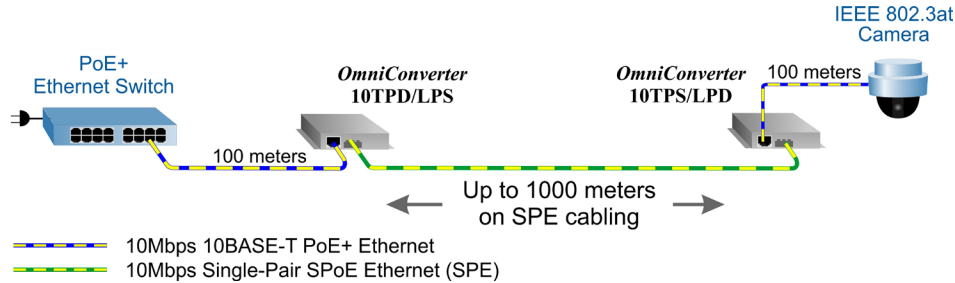 IEEE 802.3at
Camera
PoE+
Ethernet Switch
OmniConverter
10TPD/LPS
OmniConverter
10TPS/LPD
100 meters
100 meters
Up to 1000 meters
on SPE cabling
10Mbps 10BASE-T PoE+ Ethernet
10Mbps Single-Pair SPoE Ethernet (SPE)